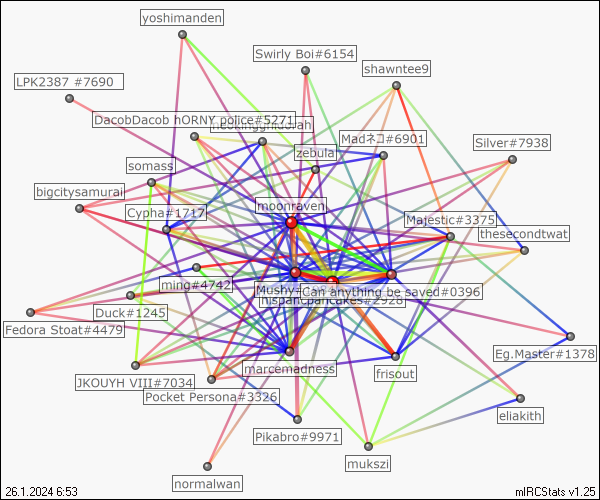 yoshimanden
Swirly Boi#6154
shawntee9
LPK2387 #7690
DacobDacob hORNY police#5271
MadネコI#6901
Silver#7938
zebula
somass
bigcitysamurai
moonraven
Cypha#1717
Majestic#3375
thesecondtwat
ming#4742
Mushy
Can anything be saved#0396
Duck#1245
Fedora Stoat#4479
Eg.Master#1378
marcemadness
frisout
JKOUYH VIII#7034
Pocket Persona#3326
eliakith
Pikabro#9971
mukszi
normalwan
26.1.2024 6:53
mIRCStats v1.25